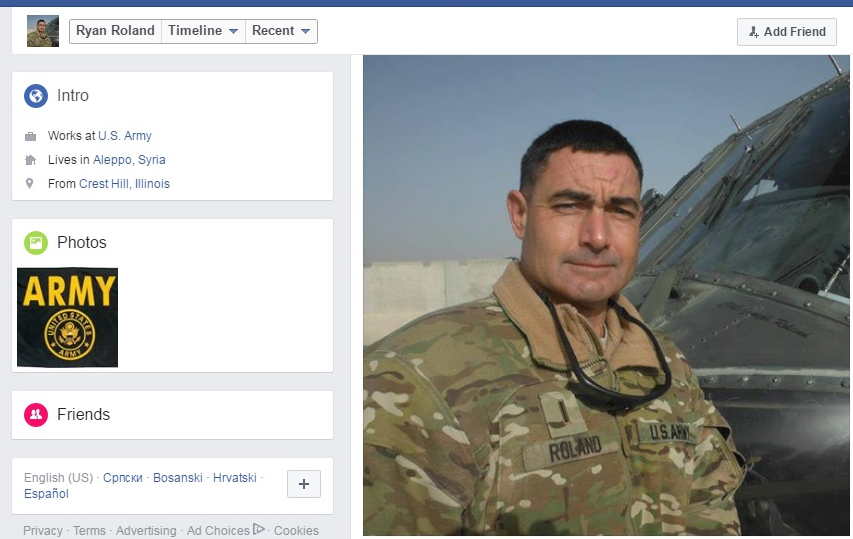 Ryan Roland Timeline Recent Add Friend
Intro
Works at U.S. Army
Lives in Aleppo, Syria
From Crest Hill, Illinois
Photos
ARMY
UNITED STATES
ARMY
Friends
English (US) · Српски · Bosanski · Hrvatski ·
Español
Privacy · Terms · Advertising · Ad Choices · Cookies
ROLAND
U.S. ARMY
Roland